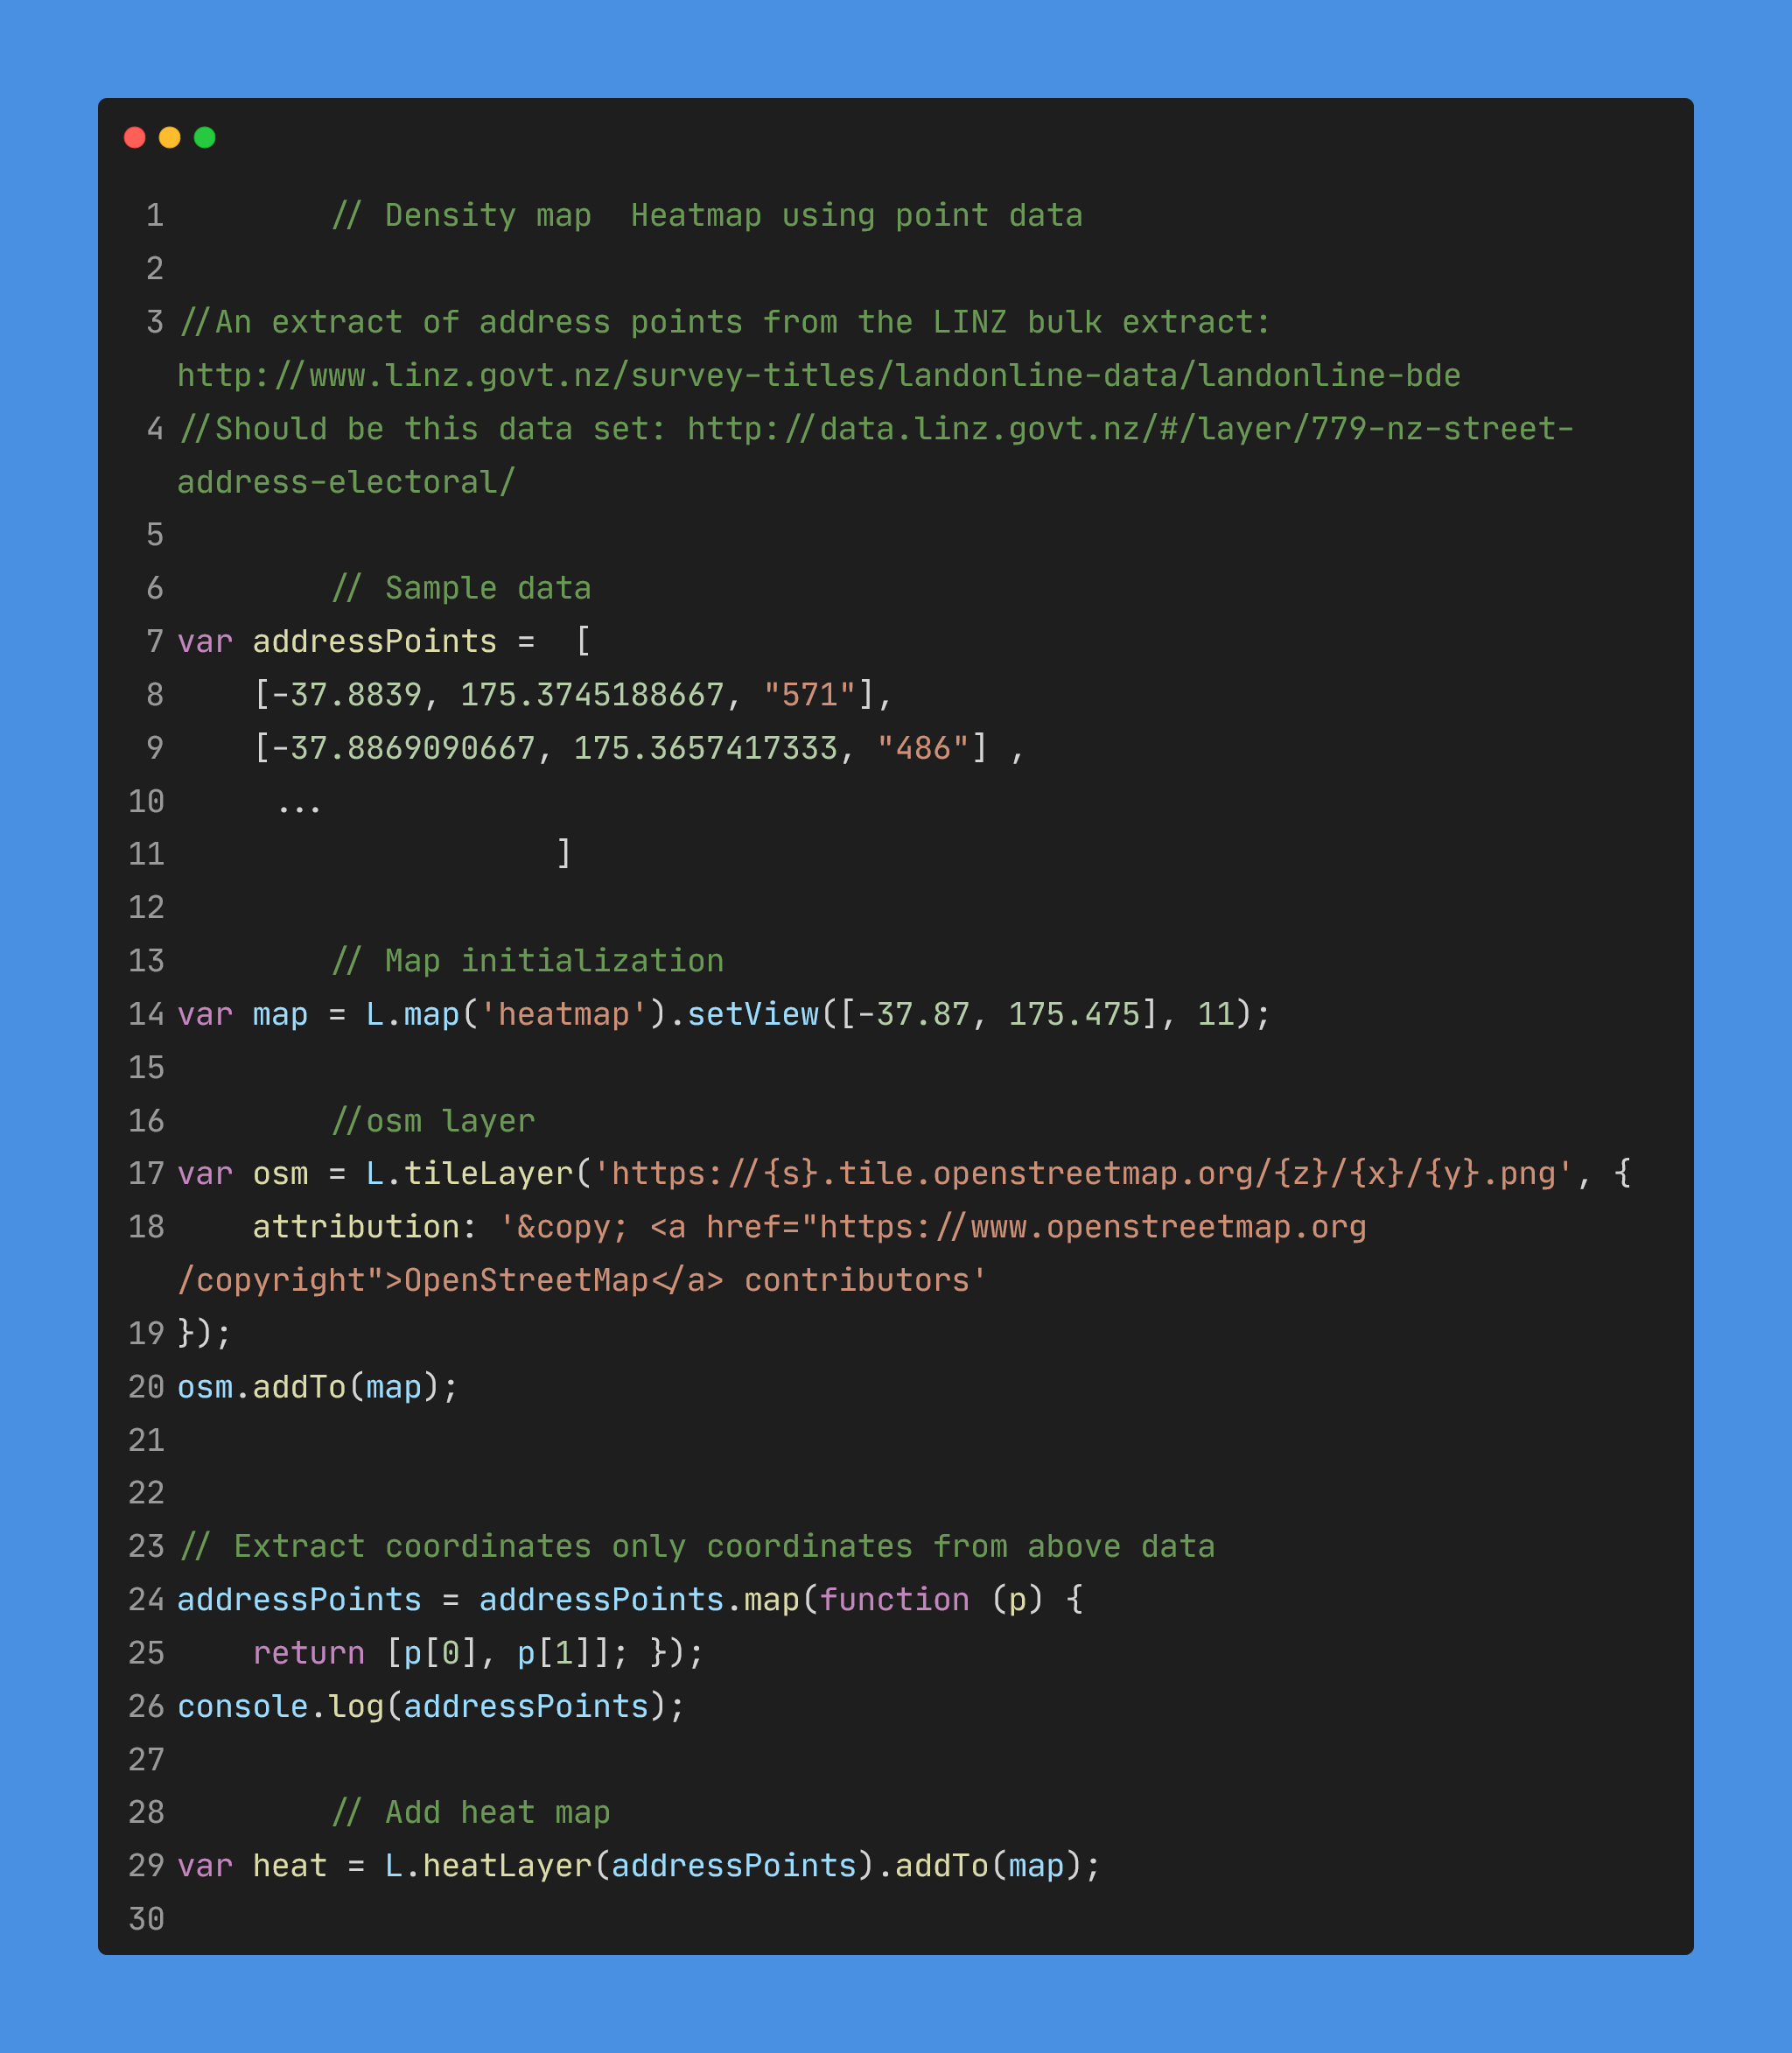 1 // Density map  Heatmap using point data
2
3 //An extract of address points from the LINZ bulk extract:
http://www.linz.govt.nz/survey-titles/landonline-data/landonline-bde
4 //Should be this data set: http://data.linz.govt.nz/#/layer/779-nz-street-
address-electoral/
5
6 // Sample data
7 var addressPoints =  [
8     [-37.8839, 175.3745188667, "571"],
9     [-37.8869090667, 175.3657417333, "486"] ,
10      ...
11                     ]
12
13         // Map initialization
14 var map = L.map('heatmap').setView([-37.87, 175.475], 11);
15
16         //osm layer
17 var osm = L.tileLayer('https://{s}.tile.openstreetmap.org/{z}/{x}/{y}.png', {
18     attribution: '&copy; <a href="https://www.openstreetmap.org
/copyright">OpenStreetMap</a> contributors'
19 });
20 osm.addTo(map);
21
22
23 // Extract coordinates only coordinates from above data
24 addressPoints = addressPoints.map(function (p) {
25     return [p[0], p[1]]; });
26 console.log(addressPoints);
27
28         // Add heat map
29 var heat = L.heatLayer(addressPoints).addTo(map);
30